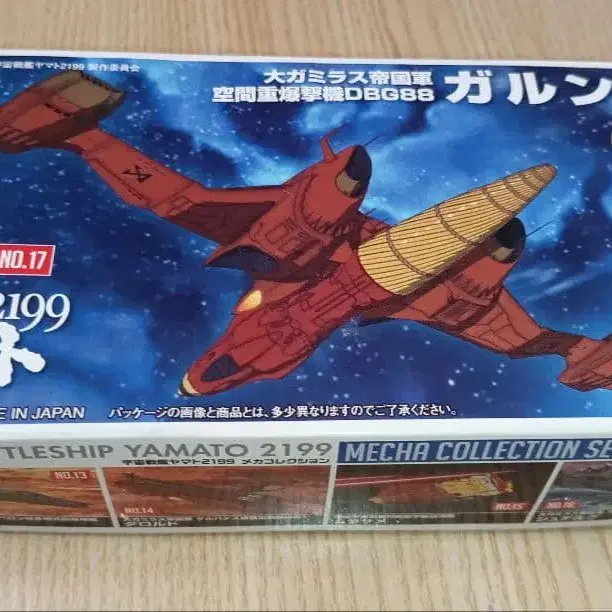 宇宙戦艦ヤマト2199 製作委員会
大ガミラス帝国軍
空間重爆撃機DBG88 ガルン
NO.17
2199
E IN JAPAN パッケージの画像と商品とは、多少異なりますのでご了承ください。
TLESHIP YAMATO 2199 MECHA COLLECTION SE
宇宙戦艦ヤマト2199 メカコレクション
NO.13
NO.14
NO.15
NO.16